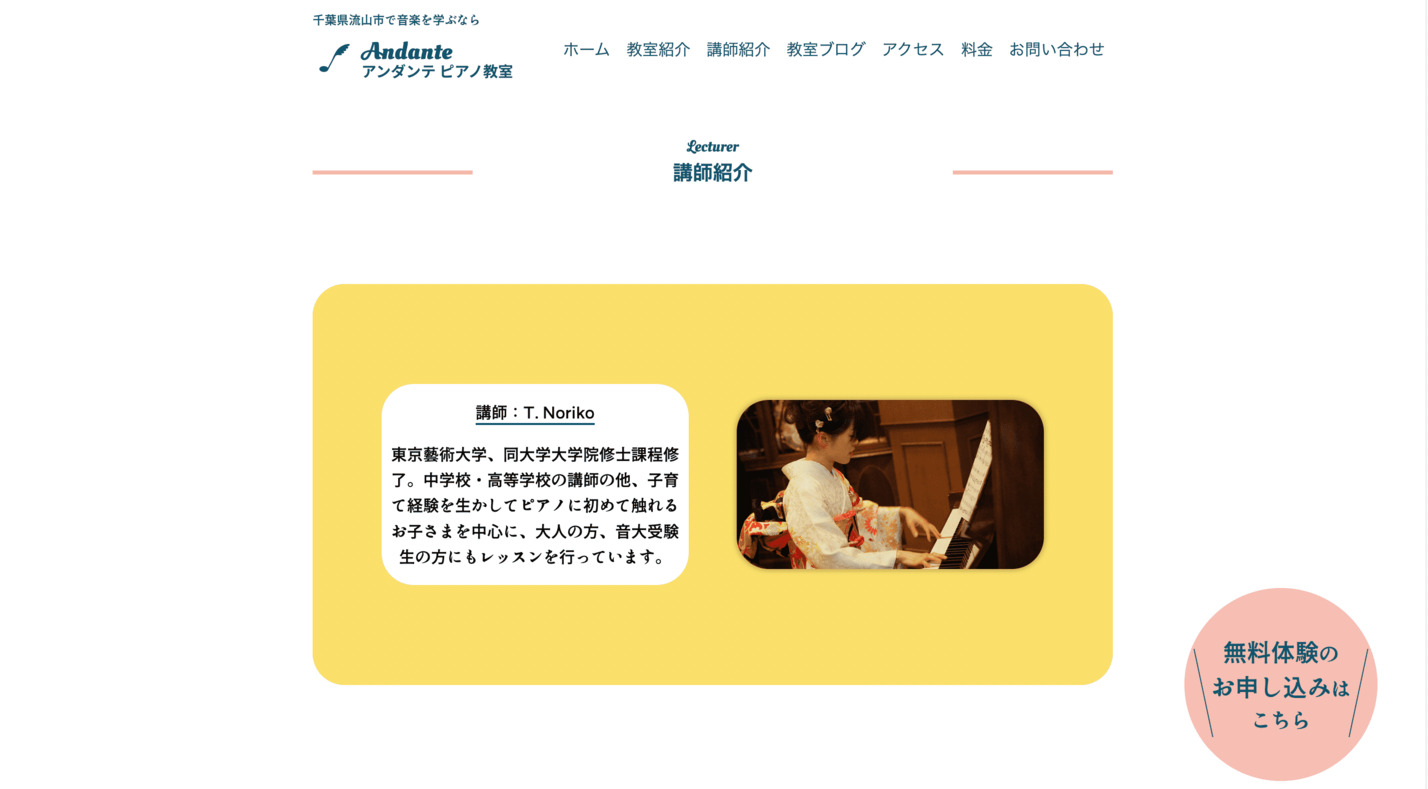 千葉県流山市で音楽を学ぶなら
Andante
アンダンテ ピアノ教室
ホーム 教室紹介 講師紹介 教室ブログ アクセス 料金 お問い合わせ
Lecturer
講師紹介
講師：T. Noriko
東京藝術大学、同大学大学院修士課程修
了。中学校・高等学校の講師の他、子育
て経験を生かしてピアノに初めて触れる
お子さまを中心に、大人の方、音大受験
生の方にもレッスンを行っています。
無料体験の
お申し込みは
こちら